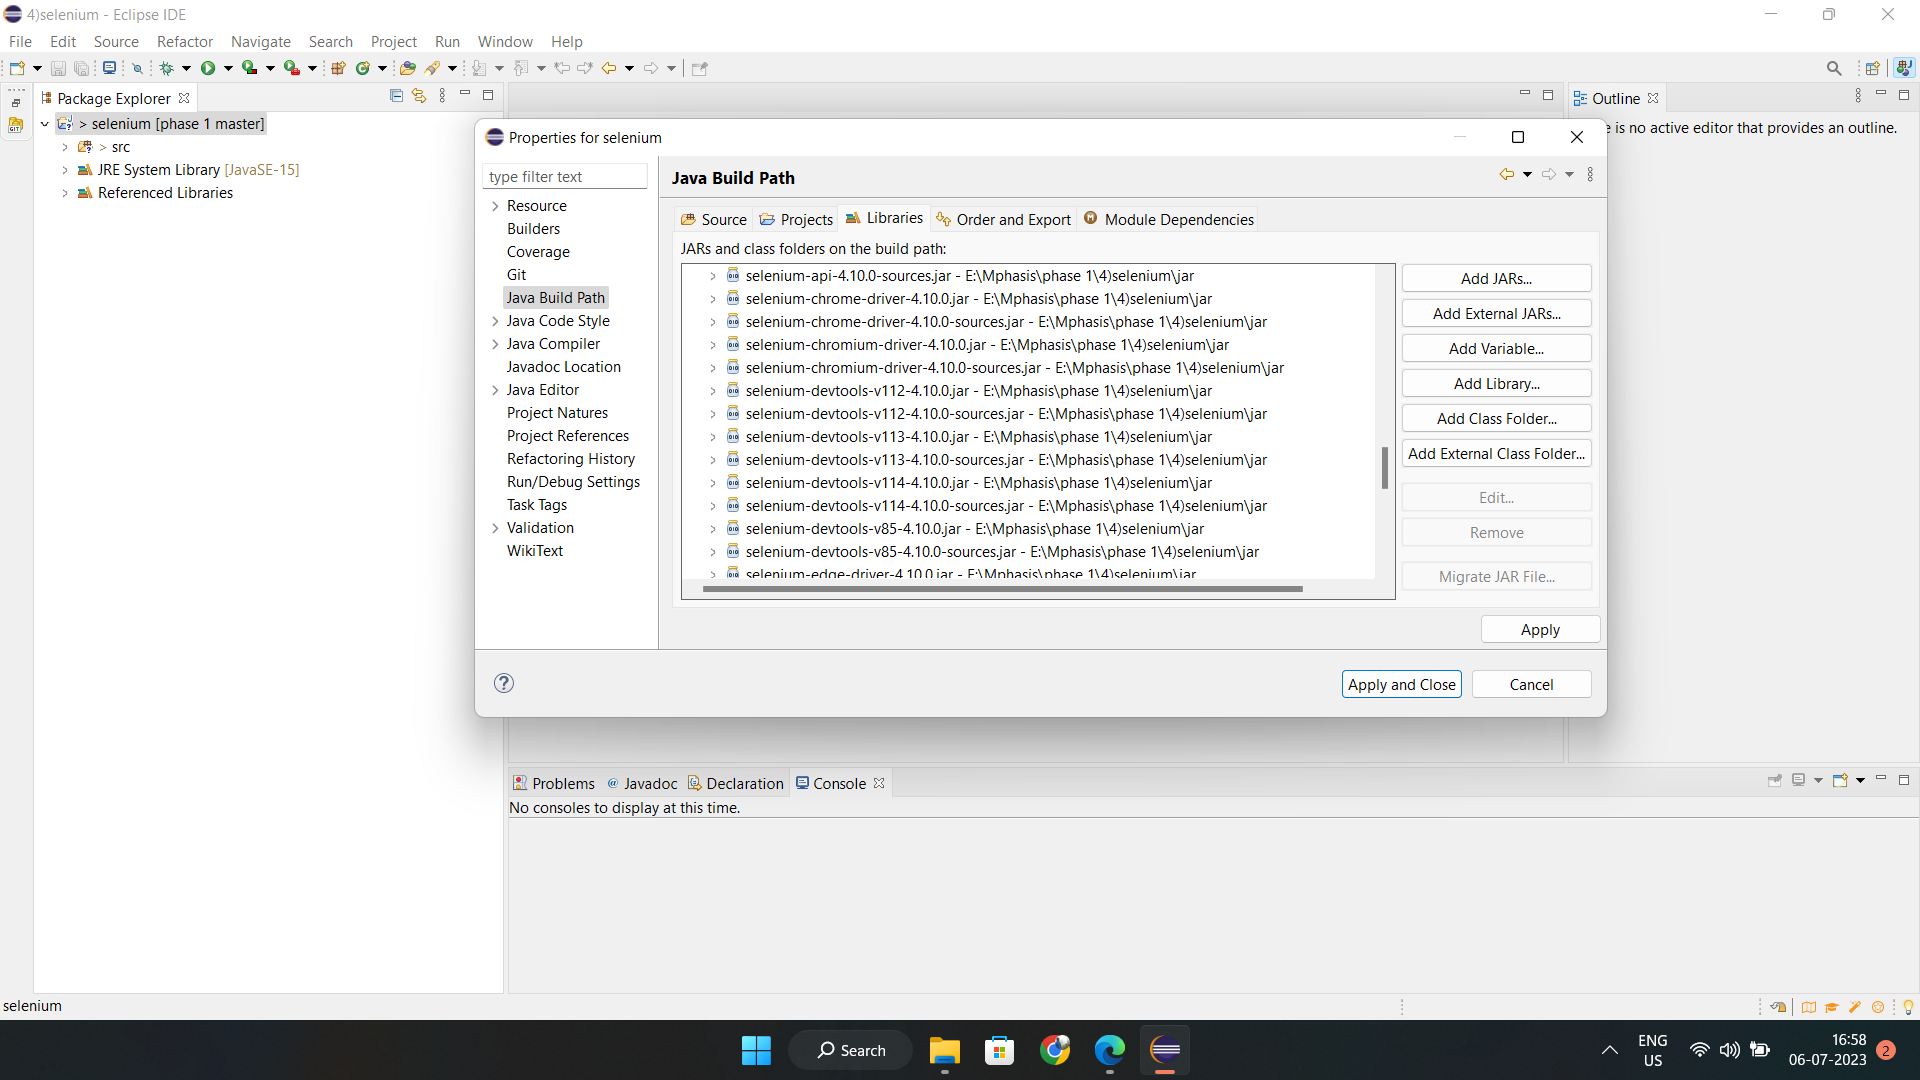 4)selenium - Eclipse IDE
File Edit Source Refactor Navigate Search Project Run Window Help
Package Explorer
> selenium [phase 1 master]
> src
JRE System Library [JavaSE-15]
Referenced Libraries
Outline
e is no active editor that provides an outline.
Properties for selenium
type filter text
Resource
Builders
Coverage
Git
Java Build Path
Java Code Style
Java Compiler
Javadoc Location
Java Editor
Project Natures
Project References
Refactoring History
Run/Debug Settings
Task Tags
Validation
WikiText
Java Build Path
Source Projects Libraries Order and Export Module Dependencies
JARs and class folders on the build path:
selenium-api-4.10.0-sources.jar - E:\Mphasis\phase 1\4)selenium\jar
selenium-chrome-driver-4.10.0.jar - E:\Mphasis\phase 1\4)selenium\jar
selenium-chrome-driver-4.10.0-sources.jar - E:\Mphasis\phase 1\4)selenium\jar
selenium-chromium-driver-4.10.0.jar - E:\Mphasis\phase 1\4)selenium\jar
selenium-chromium-driver-4.10.0-sources.jar - E:\Mphasis\phase 1\4)selenium\jar
selenium-devtools-v112-4.10.0.jar - E:\Mphasis\phase 1\4)selenium\jar
selenium-devtools-v112-4.10.0-sources.jar - E:\Mphasis\phase 1\4)selenium\jar
selenium-devtools-v113-4.10.0.jar - E:\Mphasis\phase 1\4)selenium\jar
selenium-devtools-v113-4.10.0-sources.jar - E:\Mphasis\phase 1\4)selenium\jar
selenium-devtools-v114-4.10.0.jar - E:\Mphasis\phase 1\4)selenium\jar
selenium-devtools-v114-4.10.0-sources.jar - E:\Mphasis\phase 1\4)selenium\jar
selenium-devtools-v85-4.10.0.jar - E:\Mphasis\phase 1\4)selenium\jar
selenium-devtools-v85-4.10.0-sources.jar - E:\Mphasis\phase 1\4)selenium\jar
selenium-edge-driver-4.10.0.jar - E:\Mphasis\phase 1\4)selenium\jar
Add JARs...
Add External JARs...
Add Variable...
Add Library...
Add Class Folder...
Add External Class Folder...
Edit...
Remove
Migrate JAR File...
Apply
Apply and Close Cancel
Problems Javadoc Declaration Console
No consoles to display at this time.
selenium
Search
ENG
US
16:58
06-07-2023
2